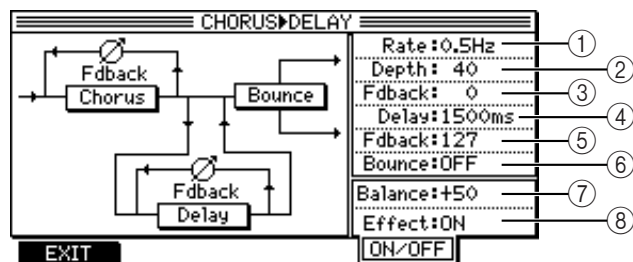 CHORUS▶DELAY
Fdback
Chorus
Bounce
Fdback
Delay
Rate:0.5Hz
Depth: 40
Fdback: 0
Delay:1500ms
Fdback:127
Bounce:OFF
Balance:+50
Effect:ON
EXIT
ON/OFF
①
②
③
④
⑤
⑥
⑦
⑧